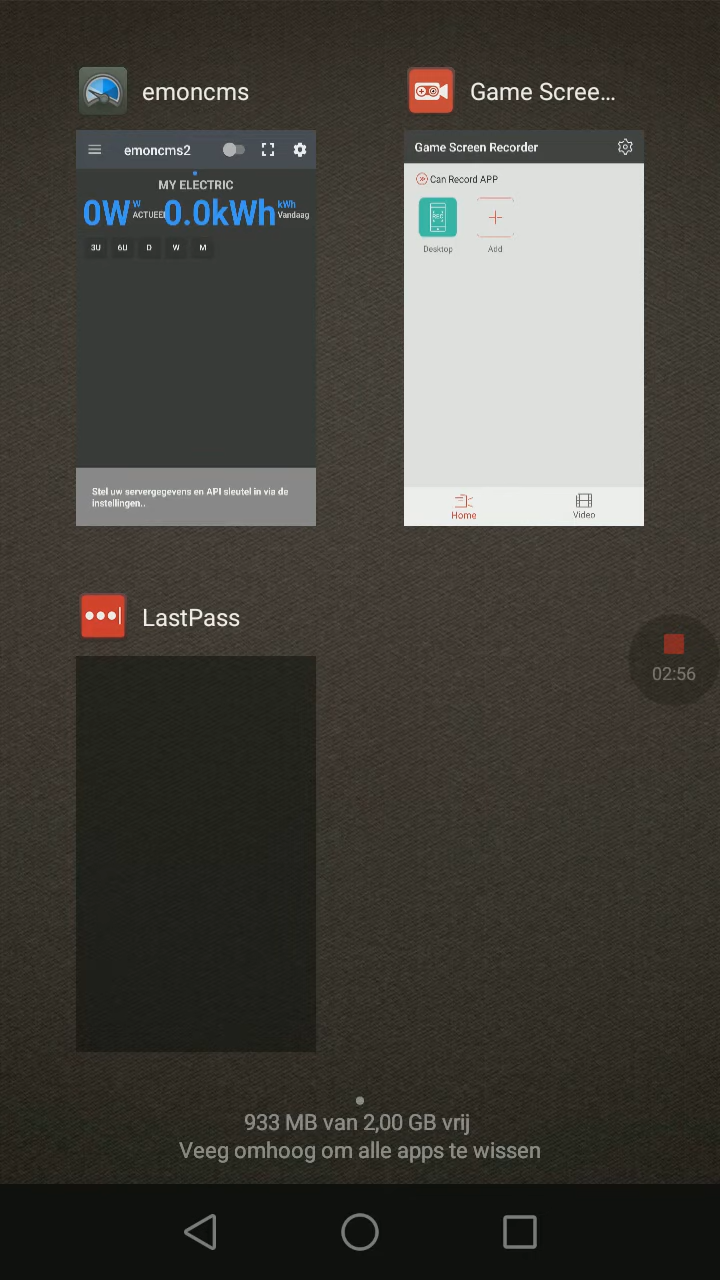 emoncms
Game Scree...
emoncms2
MY ELECTRIC
0W W ACTUEEL 0.0kWh kWh Vandaag
3U 6U D W M
Stel uw servergegevens en API sleutel in via de
instellingen..
Game Screen Recorder
Can Record APP
REC
Desktop Add
Home Video
LastPass
02:56
933 MB van 2,00 GB vrij
Veeg omhoog om alle apps te wissen